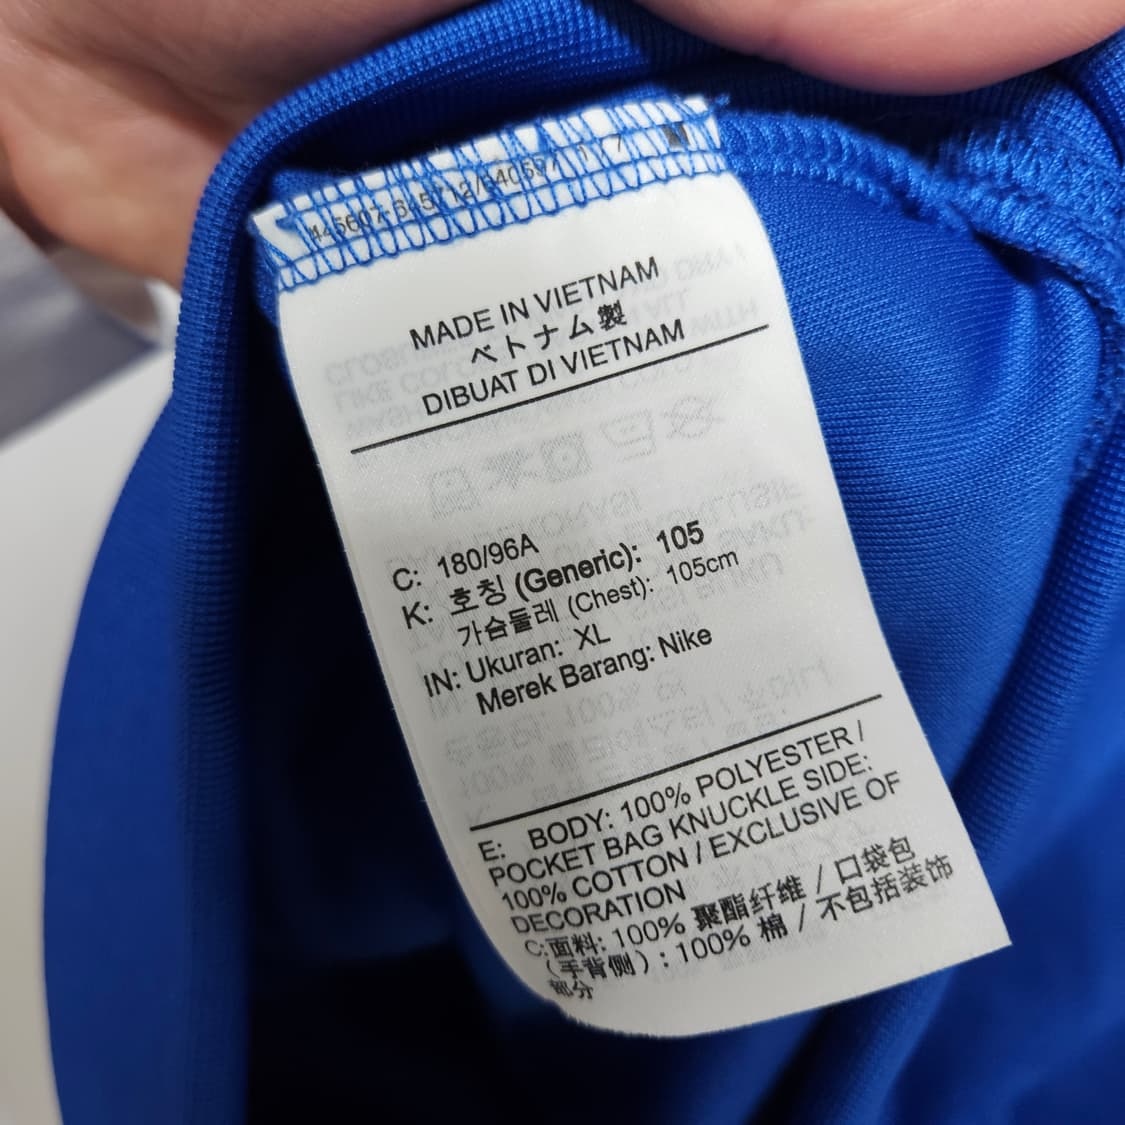 MADE IN VIETNAM
ベトナム製
DIBUAT DI VIETNAM
C: 180/96A
K: 호칭 (Generic): 105
가슴둘레 (Chest): 105cm
IN: Ukuran: XL
Merek Barang: Nike
E: BODY: 100% POLYESTER /
POCKET BAG KNUCKLE SIDE:
100% COTTON / EXCLUSIVE OF
DECORATION
C:面料: 100% 聚酯纤维 / 口袋包
(手背侧) : 100% 棉 / 不包括装饰
部分